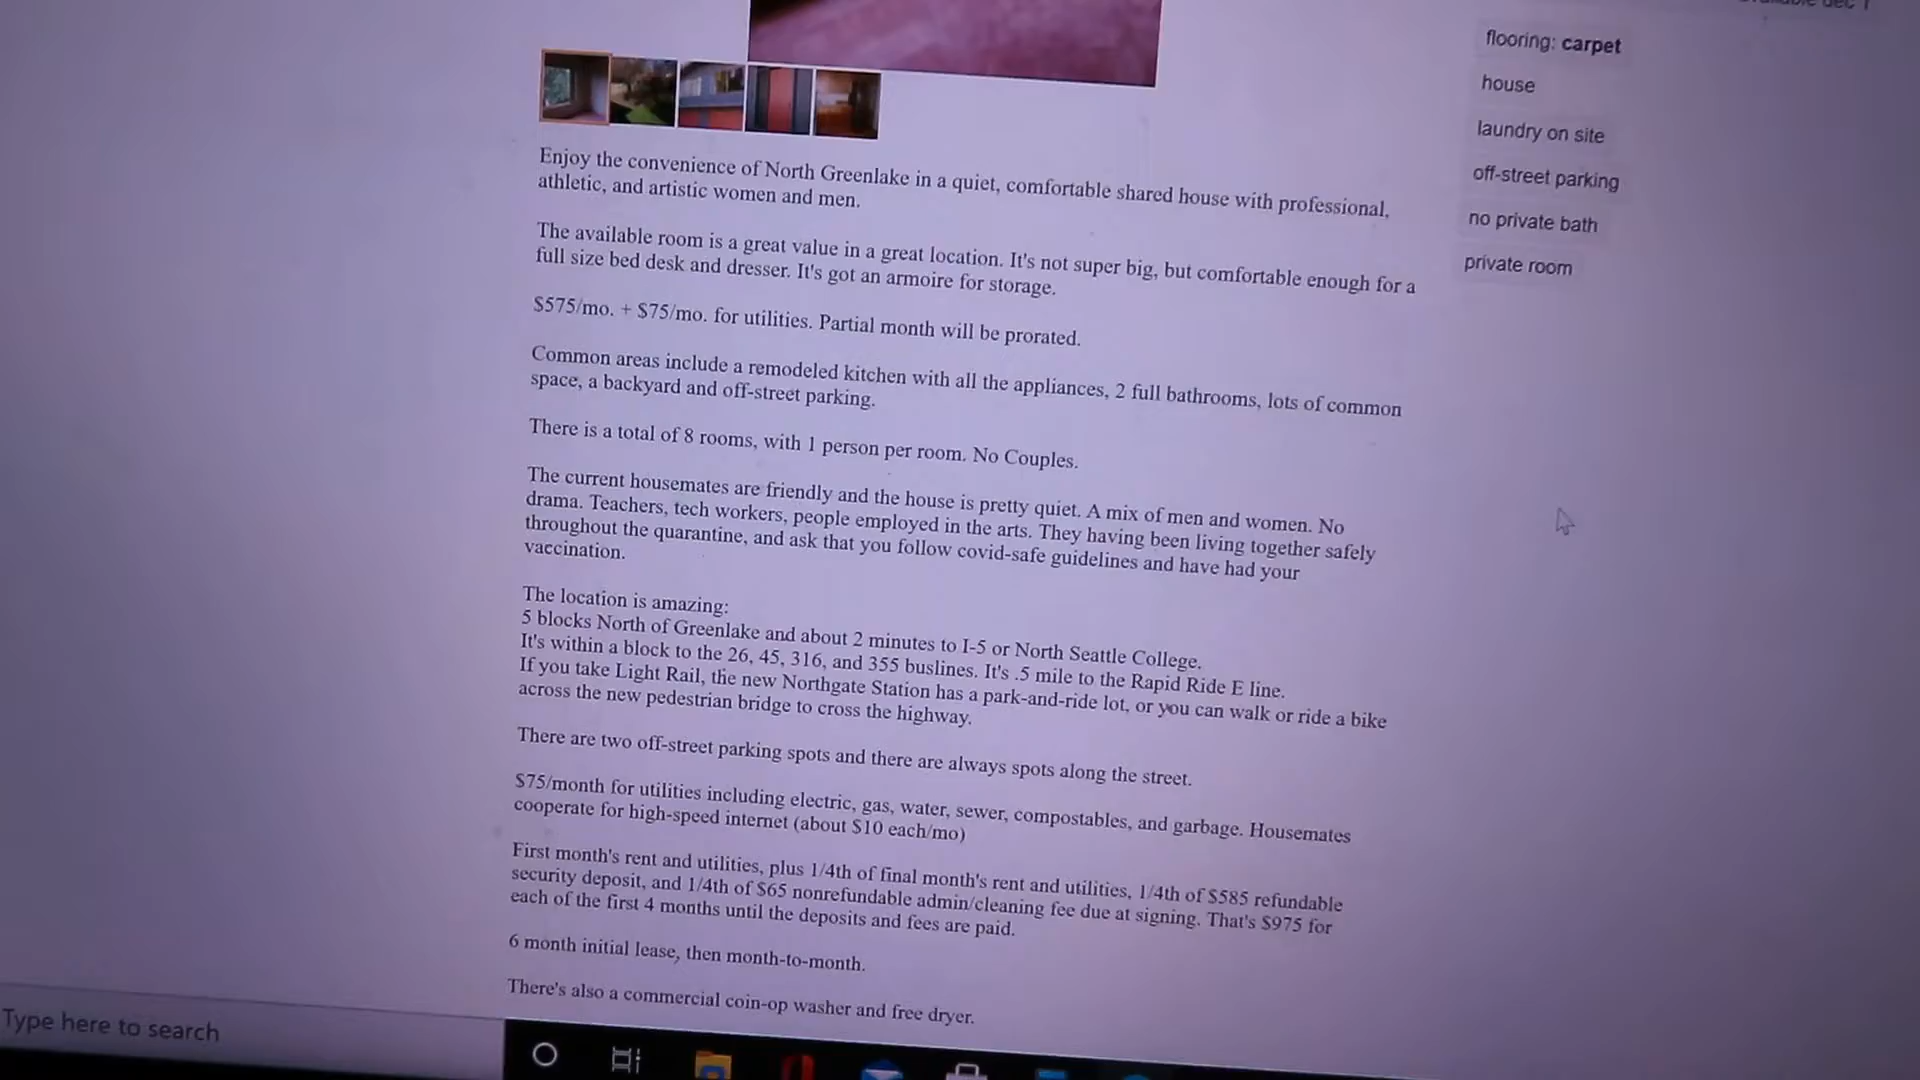 flooring: carpet
house
laundry on site
off-street parking
no private bath
private room
Enjoy the convenience of North Greenlake in a quiet, comfortable shared house with professional,
athletic, and artistic women and men.
The available room is a great value in a great location. It's not super big, but comfortable enough for a
full size bed desk and dresser. It's got an armoire for storage.
$575/mo. + $75/mo. for utilities. Partial month will be prorated.
Common areas include a remodeled kitchen with all the appliances, 2 full bathrooms, lots of common
space, a backyard and off-street parking.
There is a total of 8 rooms, with 1 person per room. No Couples.
The current housemates are friendly and the house is pretty quiet. A mix of men and women. No
drama. Teachers, tech workers, people employed in the arts. They having been living together safely
throughout the quarantine, and ask that you follow covid-safe guidelines and have had your
vaccination.
The location is amazing:
5 blocks North of Greenlake and about 2 minutes to I-5 or North Seattle College.
It's within a block to the 26, 45, 316, and 355 buslines. It's .5 mile to the Rapid Ride E line.
If you take Light Rail, the new Northgate Station has a park-and-ride lot, or you can walk or ride a bike
across the new pedestrian bridge to cross the highway.
There are two off-street parking spots and there are always spots along the street.
$75/month for utilities including electric, gas, water, sewer, compostables, and garbage. Housemates
cooperate for high-speed internet (about $10 each/mo)
First month's rent and utilities, plus 1/4th of final month's rent and utilities, 1/4th of $585 refundable
security deposit, and 1/4th of $65 nonrefundable admin/cleaning fee due at signing. That's $975 for
each of the first 4 months until the deposits and fees are paid.
6 month initial lease, then month-to-month.
There's also a commercial coin-op washer and free dryer.
Type here to search